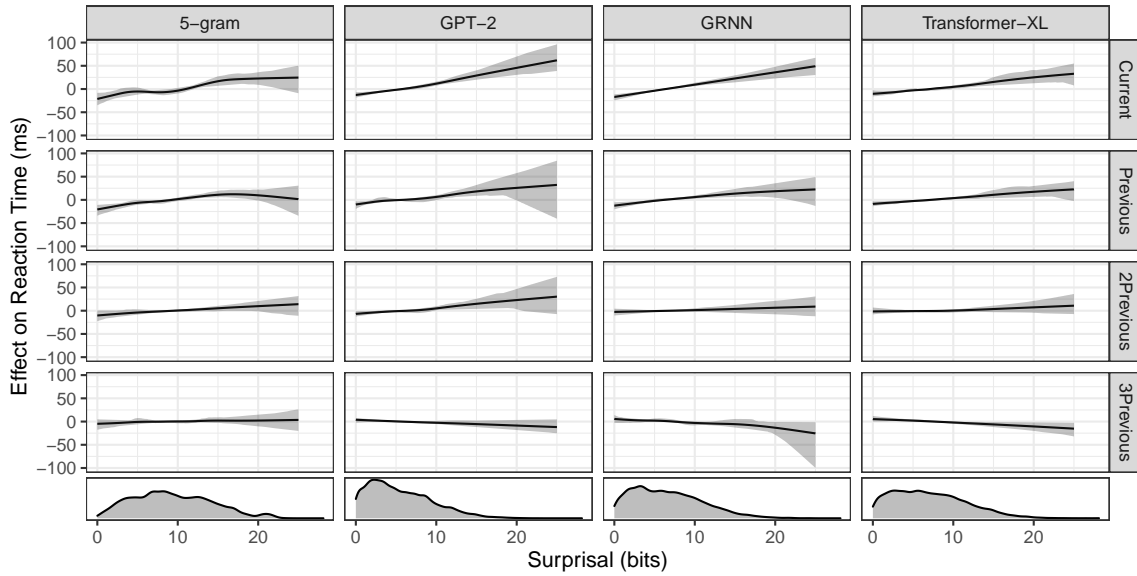 5−gram GPT−2 GRNN Transformer−XL
Effect on Reaction Time (ms)
100
50
0
−50
−100
Current
100
50
0
−50
−100
Previous
100
50
0
−50
−100
2Previous
100
50
0
−50
−100
3Previous
0 10 20 0 10 20 0 10 20 0 10 20
Surprisal (bits)